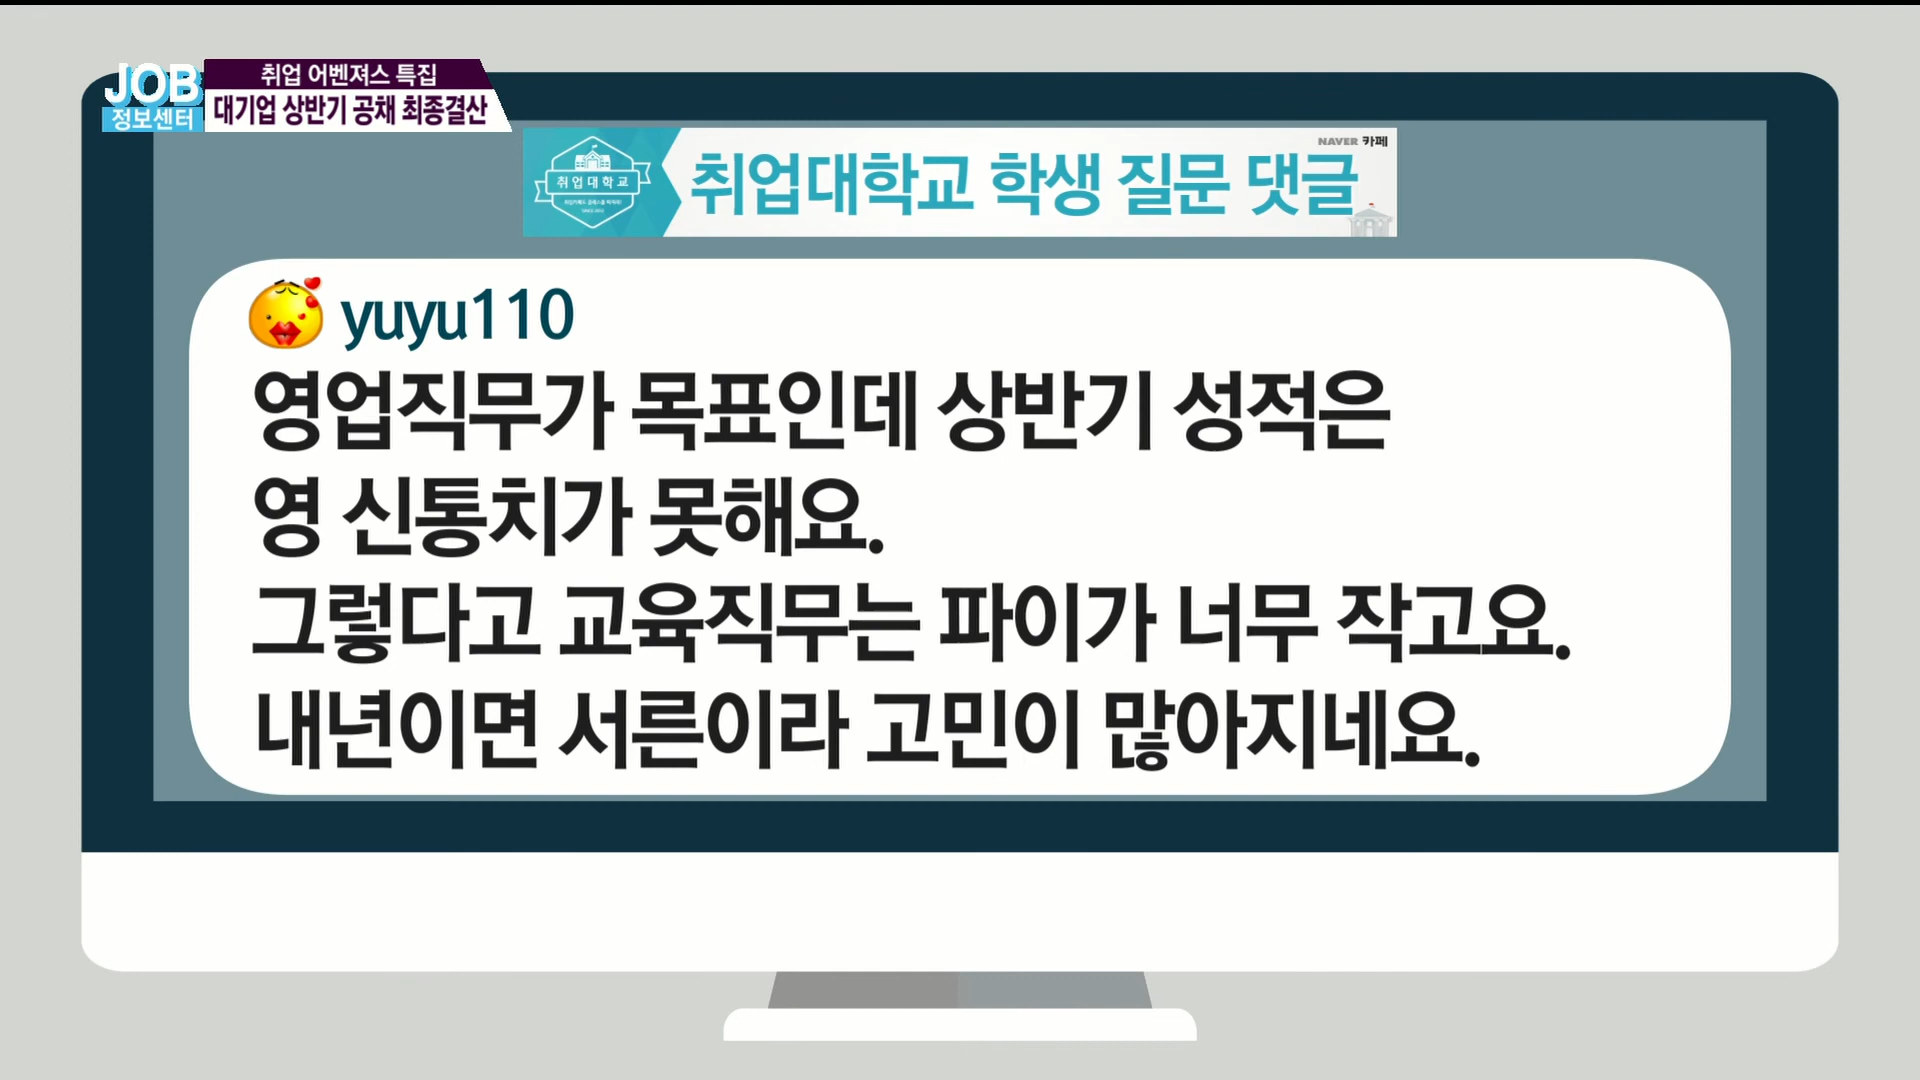 JOB
정보센터
취업 어벤져스 특집
대기업 상반기 공채 최종결산
NAVER 카페
취업대학교
SINCE 2012
취업대학교 학생 질문 댓글
yuyu110
영업직무가 목표인데 상반기 성적은
영 신통치가 못해요.
그렇다고 교육직무는 파이가 너무 작고요.
내년이면 서른이라 고민이 많아지네요.